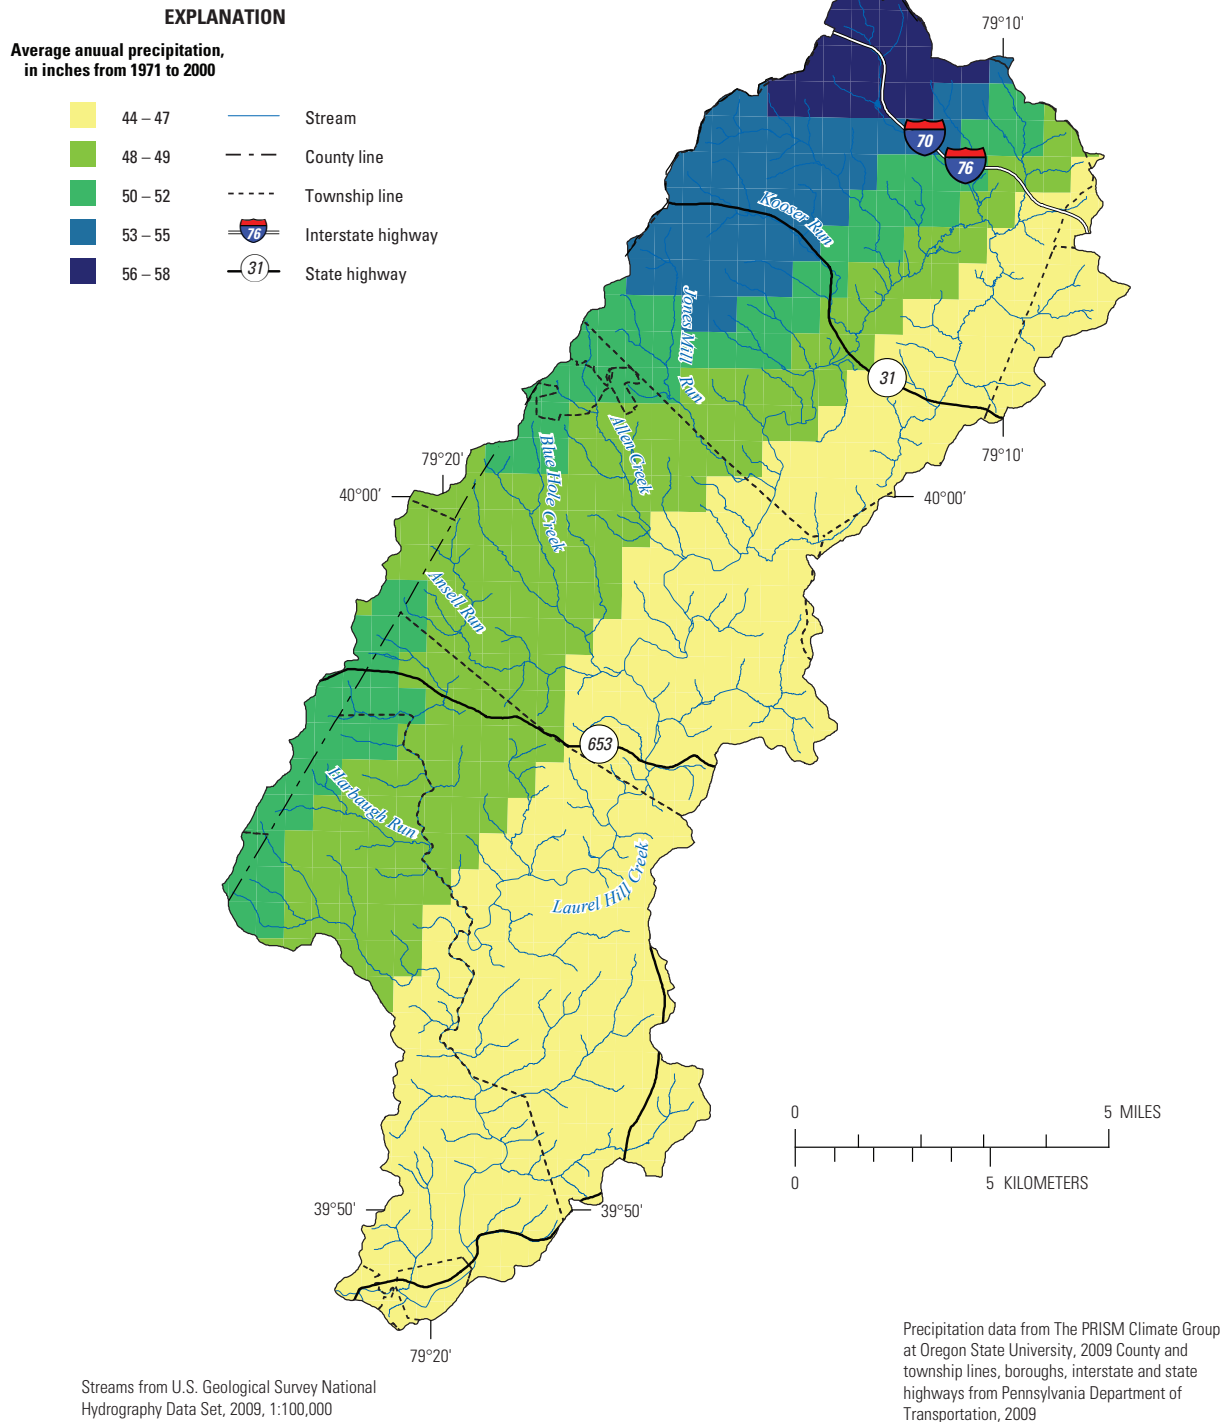 EXPLANATION
Average anuual precipitation,
in inches from 1971 to 2000
44 – 47
48 – 49
50 – 52
53 – 55
56 – 58
Stream
County line
Township line
76 Interstate highway
31 State highway
79°10'
70
76
Kooser Run
Jones Mill Run
31
79°10'
Allen Creek
Blue Hole Creek
79°20'
40°00'
40°00'
Ansell Run
653
Harbaugh Run
Laurel Hill Creek
0 5 MILES
0 5 KILOMETERS
39°50'
39°50'
79°20'
Precipitation data from The PRISM Climate Group
at Oregon State University, 2009 County and
township lines, boroughs, interstate and state
highways from Pennsylvania Department of
Transportation, 2009
Streams from U.S. Geological Survey National
Hydrography Data Set, 2009, 1:100,000